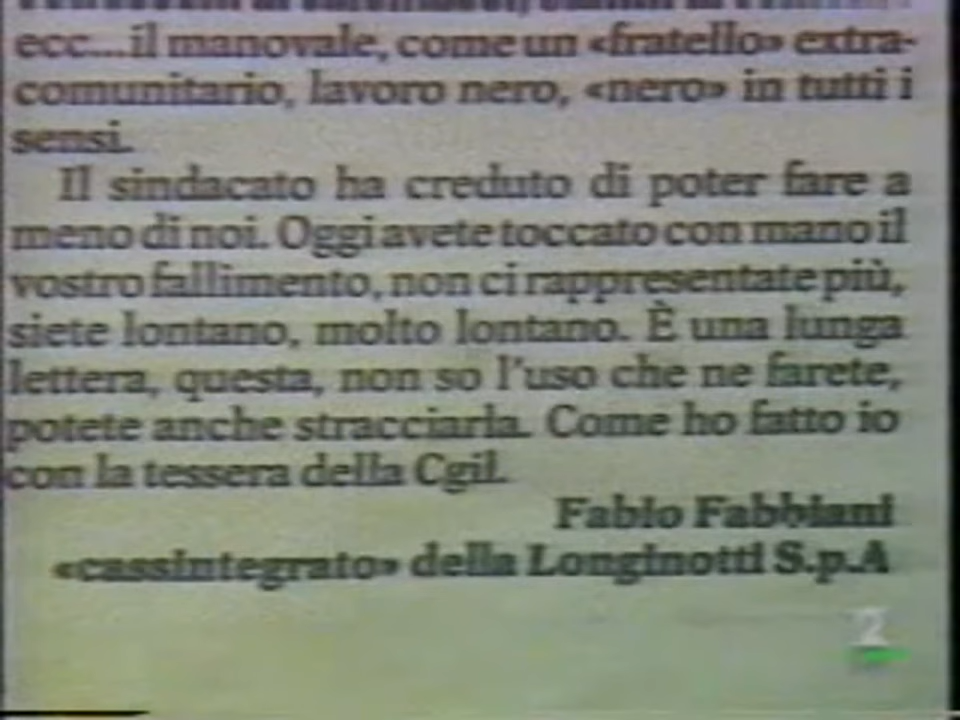 ecc....il manovale, come un «fratello» extra-
comunitario, lavoro nero, «nero» in tutti i
sensi.
Il sindacato ha creduto di poter fare a
meno di noi. Oggi avete toccato con mano il
vostro fallimento, non ci rappresentate più,
siete lontano, molto lontano. È una lunga
lettera, questa, non so l'uso che ne farete,
potete anche stracciarla. Come ho fatto io
con la tessera della Cgil.
Fabio Fabbiani
«cassintegrato» della Longinotti S.p.A
2